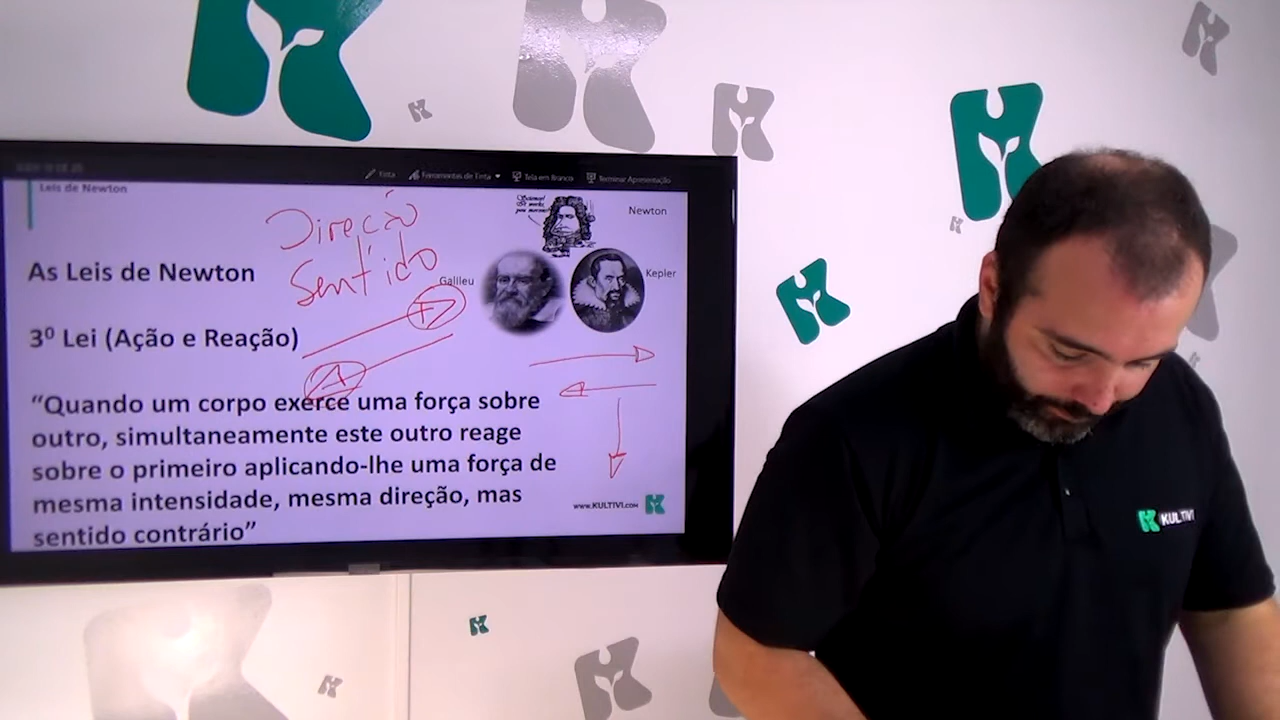 Tinta Ferramentas de Tinta Tela em Branco Terminar Apresentação
Leis de Newton
Direção
Sentido
Newton
Galileu
Kepler
As Leis de Newton
3º Lei (Ação e Reação)
“Quando um corpo exerce uma força sobre
outro, simultaneamente este outro reage
sobre o primeiro aplicando-lhe uma força de
mesma intensidade, mesma direção, mas
sentido contrário”
www.KULTIVI.com
KULTIVI